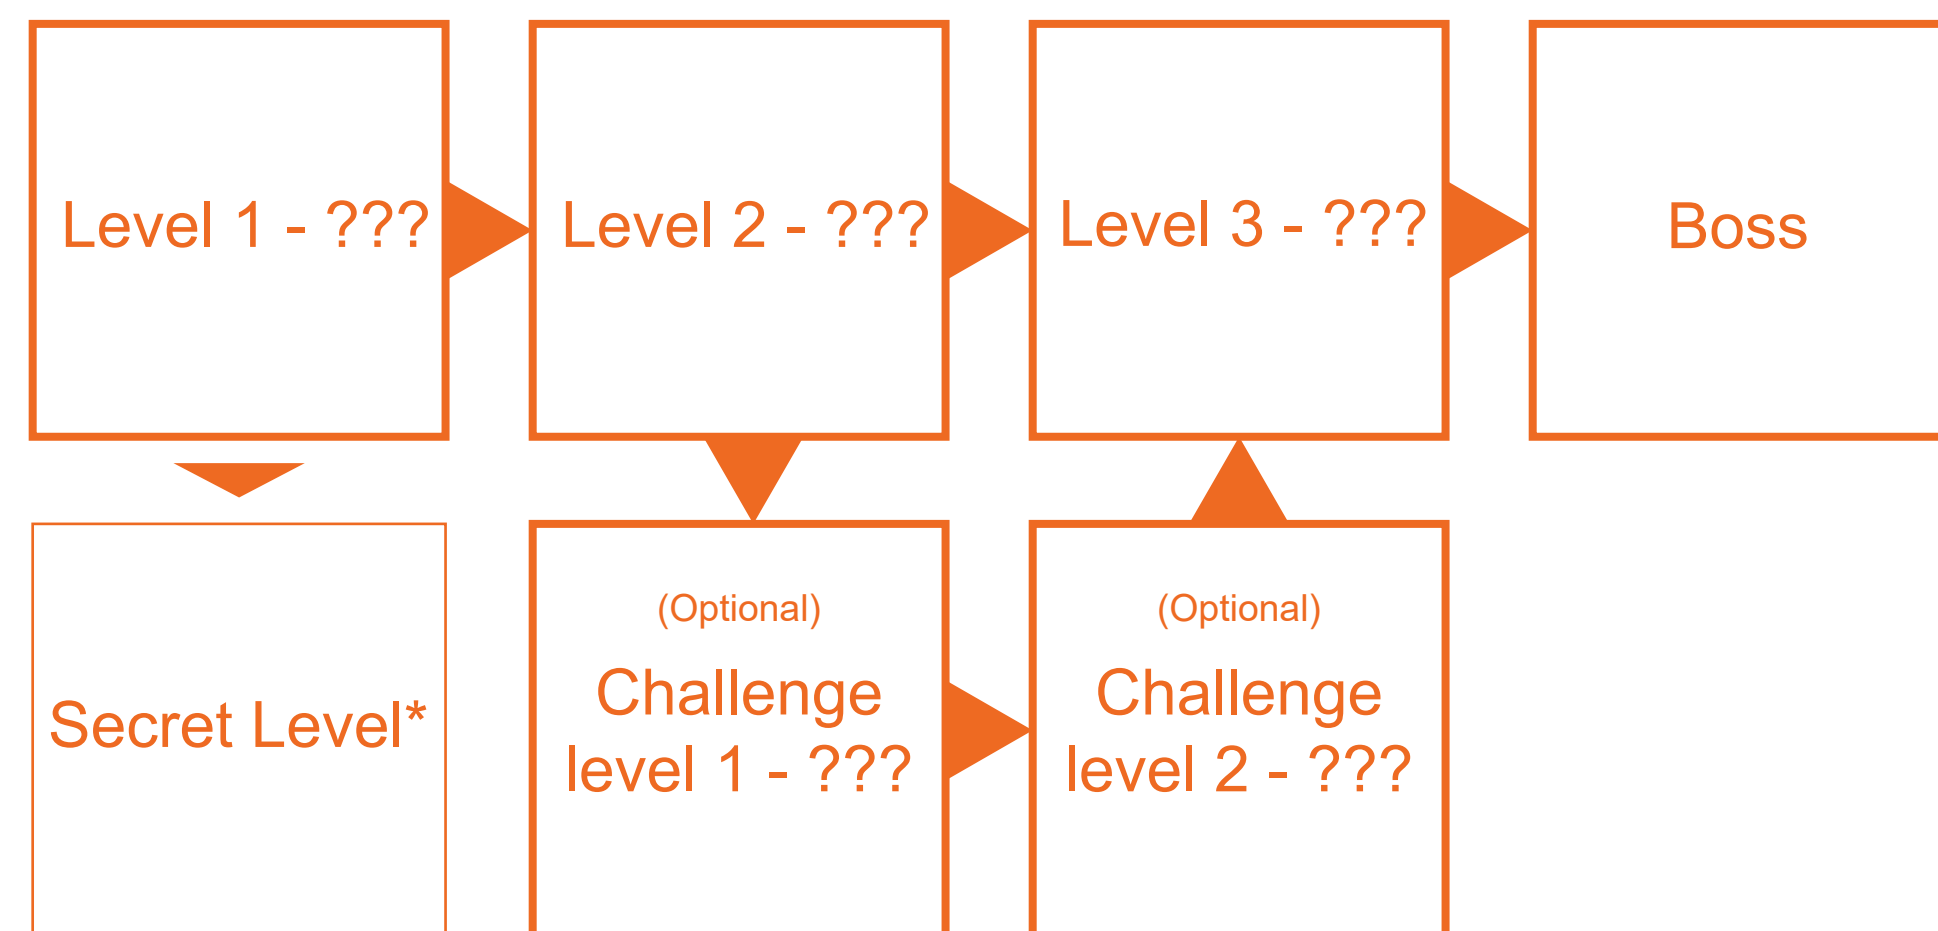 Level 1 - ???
Level 2 - ???
Level 3 - ???
Boss
Secret Level*
(Optional)
Challenge
level 1 - ???
(Optional)
Challenge
level 2 - ???